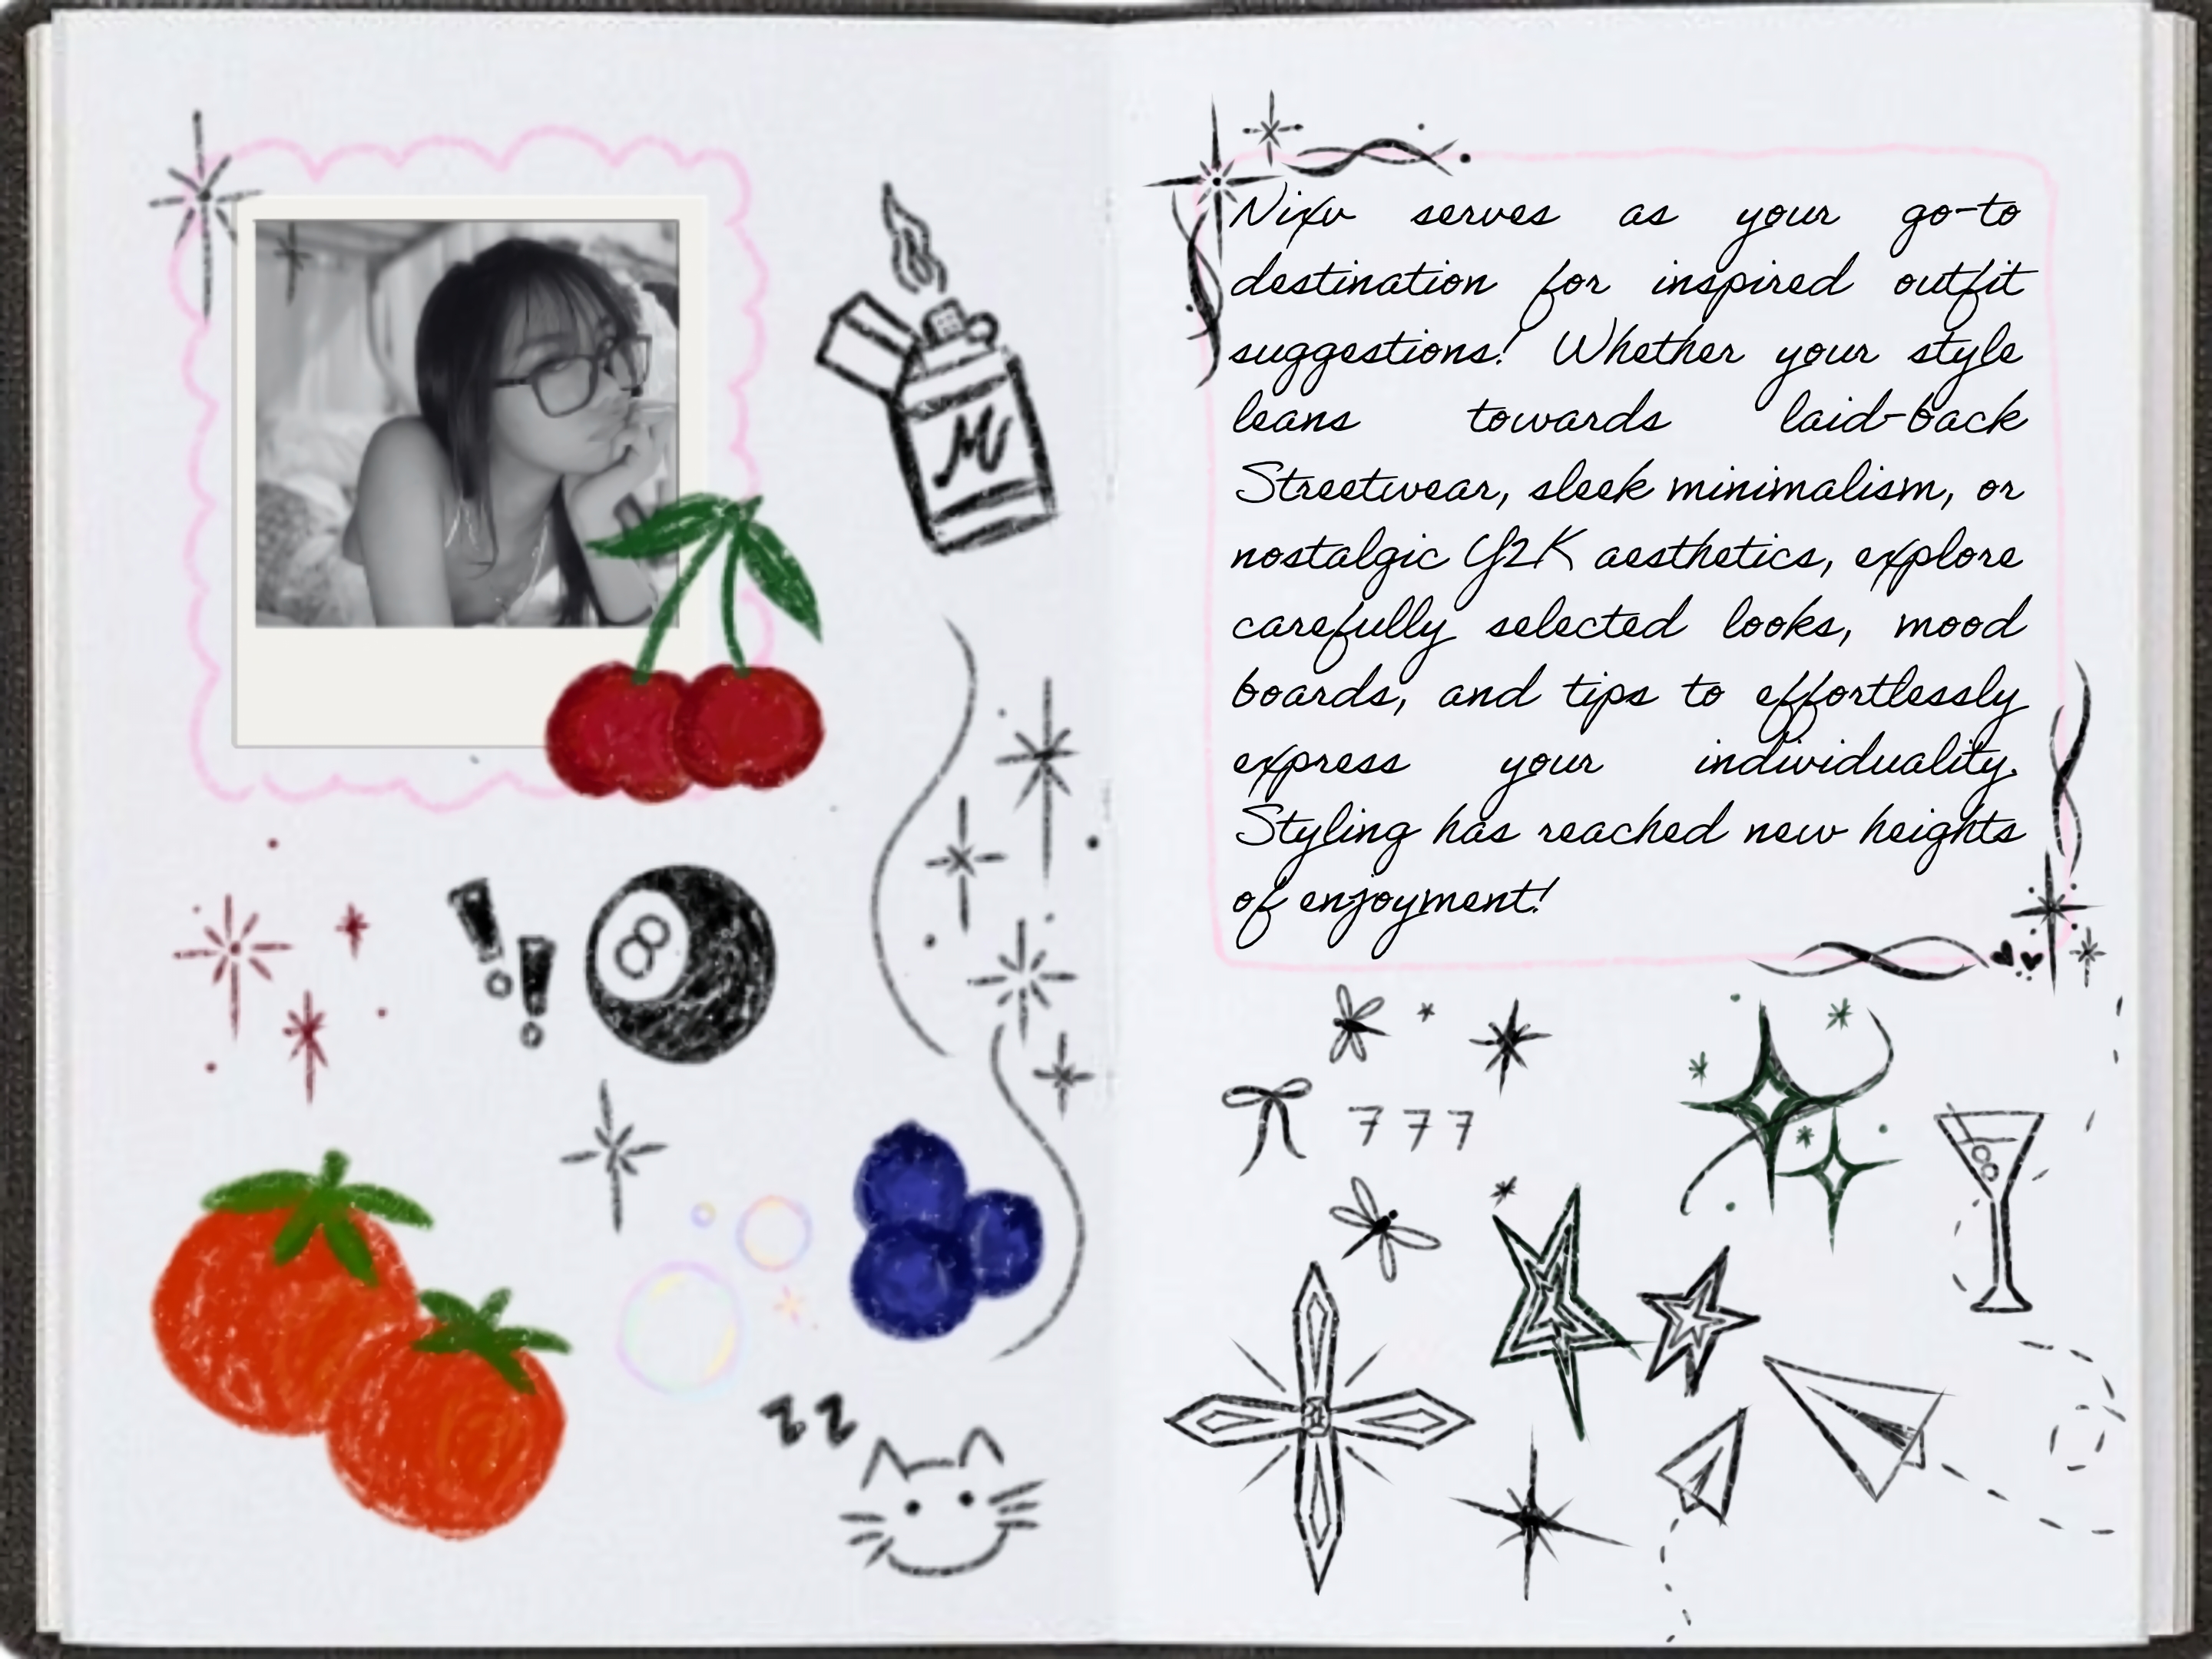 M
8
zz
Nixv serves as your go-to
destination for inspired outfit
suggestions! Whether your style
leans towards laid-back
Streetwear, sleek minimalism, or
nostalgic Y2K aesthetics, explore
carefully selected looks, mood
boards, and tips to effortlessly
express your individuality.
Styling has reached new heights
of enjoyment!
777